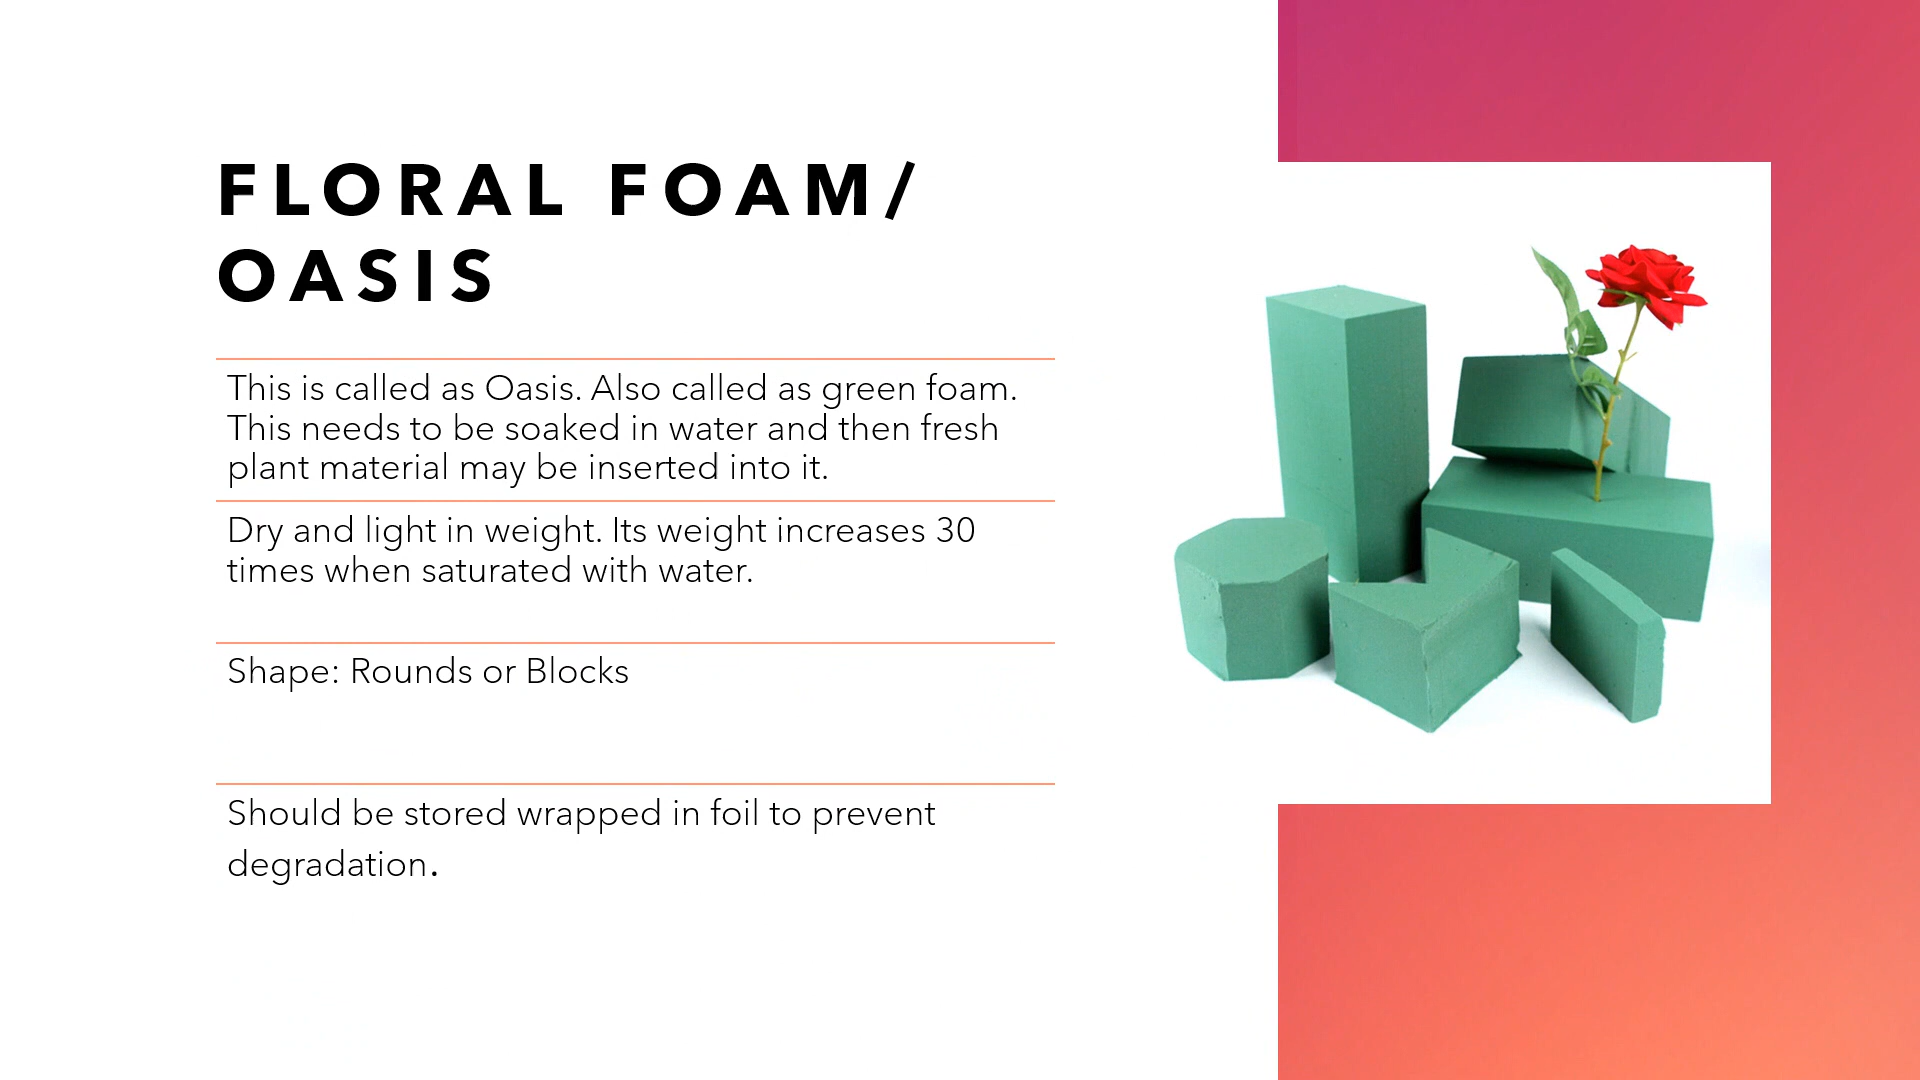 FLORAL FOAM/
OASIS
This is called as Oasis. Also called as green foam.
This needs to be soaked in water and then fresh
plant material may be inserted into it.
Dry and light in weight. Its weight increases 30
times when saturated with water.
Shape: Rounds or Blocks
Should be stored wrapped in foil to prevent
degradation.